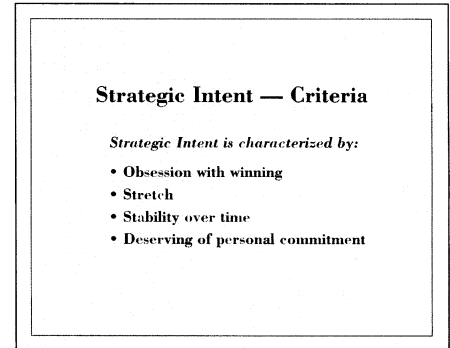 Strategic Intent — Criteria
Strategic Intent is characterized by:
• Obsession with winning
• Stretch
• Stability over time
• Deserving of personal commitment